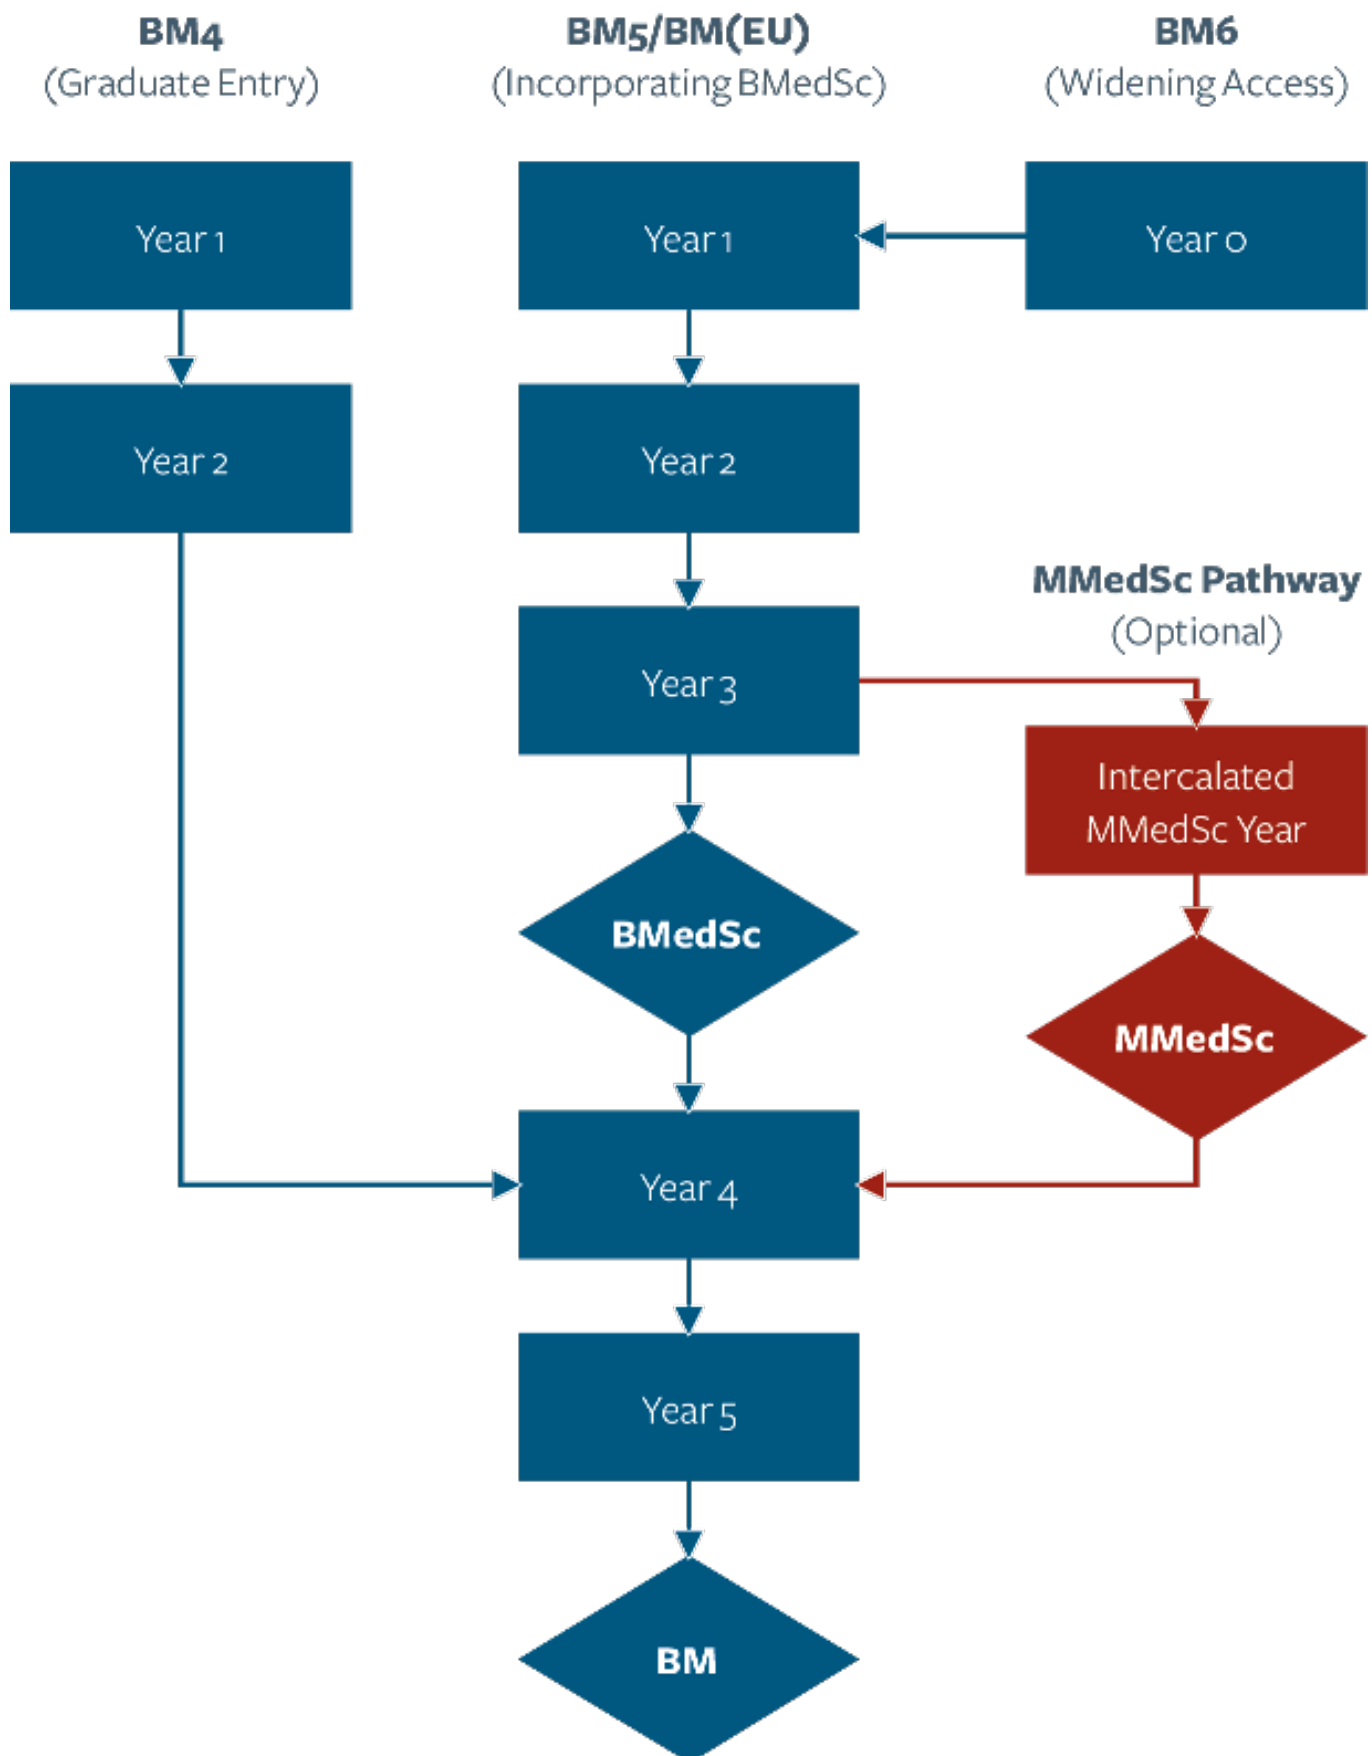 BM4
(Graduate Entry)
BM5/BM(EU)
(Incorporating BMedSc)
BM6
(Widening Access)
Year 1
Year 1
Year 0
Year 2
Year 2
MMedSc Pathway
(Optional)
Year 3
Intercalated
MMedSc Year
BMedSc
MMedSc
Year 4
Year 5
BM